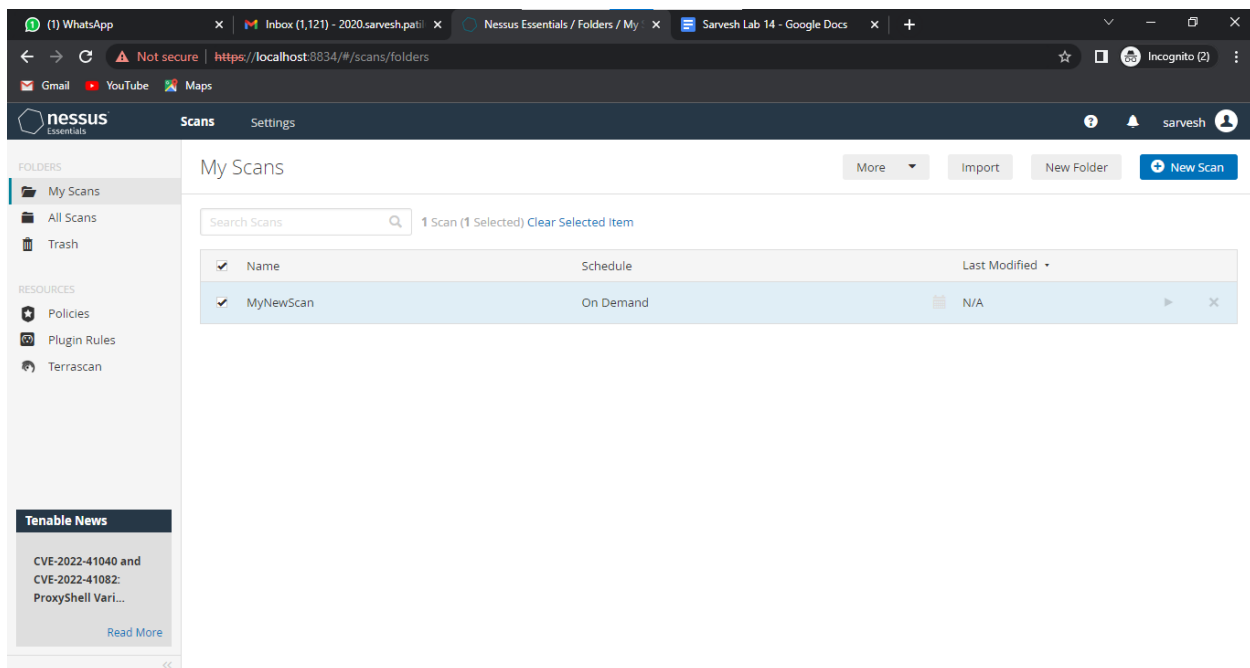 (1) WhatsApp
Inbox (1,121) - 2020.sarvesh.patil
Nessus Essentials / Folders / My S
Sarvesh Lab 14 - Google Docs
Not secure | https://localhost:8834/#/scans/folders
Incognito (2)
Gmail YouTube Maps
nessus
Essentials
Scans Settings
sarvesh
FOLDERS
My Scans
All Scans
Trash
RESOURCES
Policies
Plugin Rules
Terrascan
Tenable News
CVE-2022-41040 and
CVE-2022-41082:
ProxyShell Vari...
Read More
My Scans
More Import New Folder New Scan
Search Scans 1 Scan (1 Selected) Clear Selected Item
Name Schedule Last Modified
MyNewScan On Demand N/A